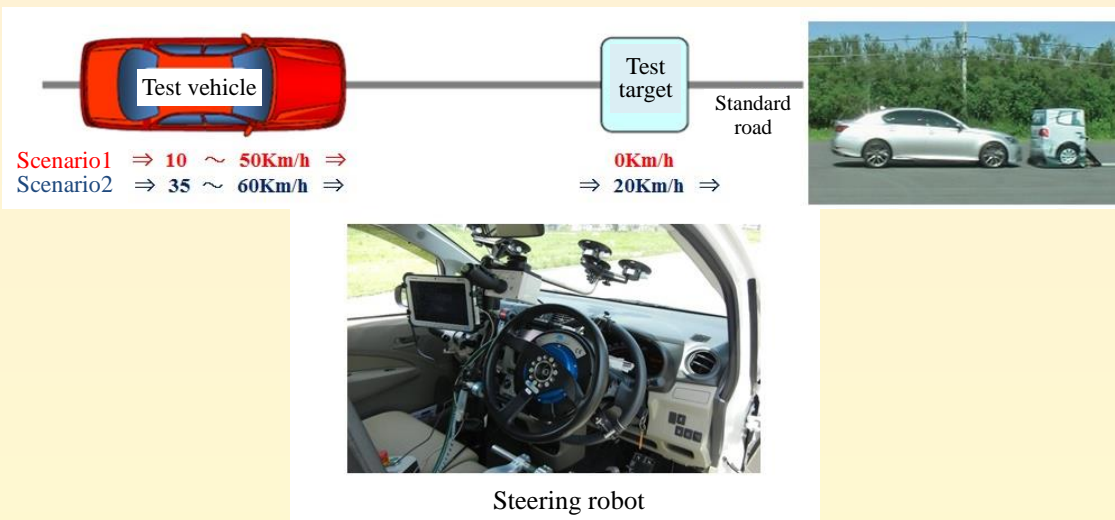 Test vehicle
Test
target
Standard
road
Scenario1 ⇒ 10 ～ 50Km/h ⇒ 0Km/h
Scenario2 ⇒ 35 ～ 60Km/h ⇒ ⇒ 20Km/h ⇒
Steering robot